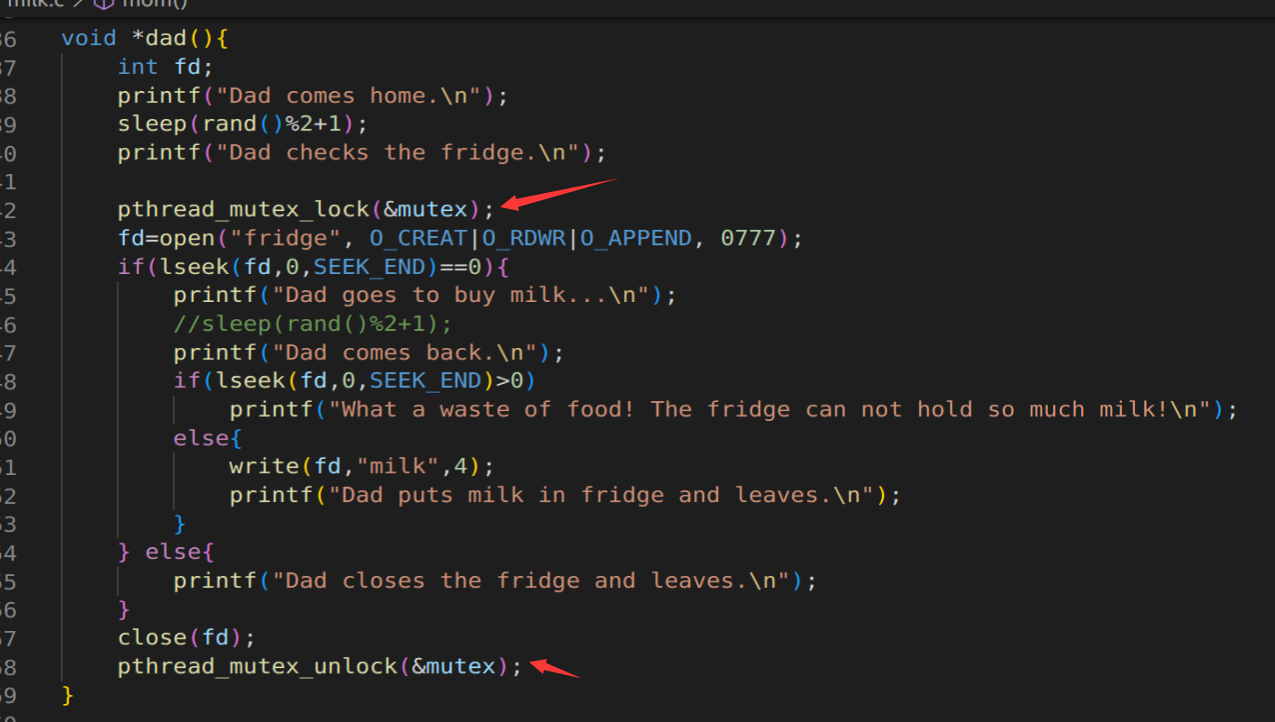 milk.c > mom()
36 void *dad(){
37 int fd;
38 printf("Dad comes home.\n");
39 sleep(rand()%2+1);
40 printf("Dad checks the fridge.\n");
41
42 pthread_mutex_lock(&mutex);
43 fd=open("fridge", O_CREAT|O_RDWR|O_APPEND, 0777);
44 if(lseek(fd,0,SEEK_END)==0){
45 printf("Dad goes to buy milk...\n");
46 //sleep(rand()%2+1);
47 printf("Dad comes back.\n");
48 if(lseek(fd,0,SEEK_END)>0)
49 printf("What a waste of food! The fridge can not hold so much milk!\n");
50 else{
51 write(fd,"milk",4);
52 printf("Dad puts milk in fridge and leaves.\n");
53 }
54 } else{
55 printf("Dad closes the fridge and leaves.\n");
56 }
57 close(fd);
58 pthread_mutex_unlock(&mutex);
59 }